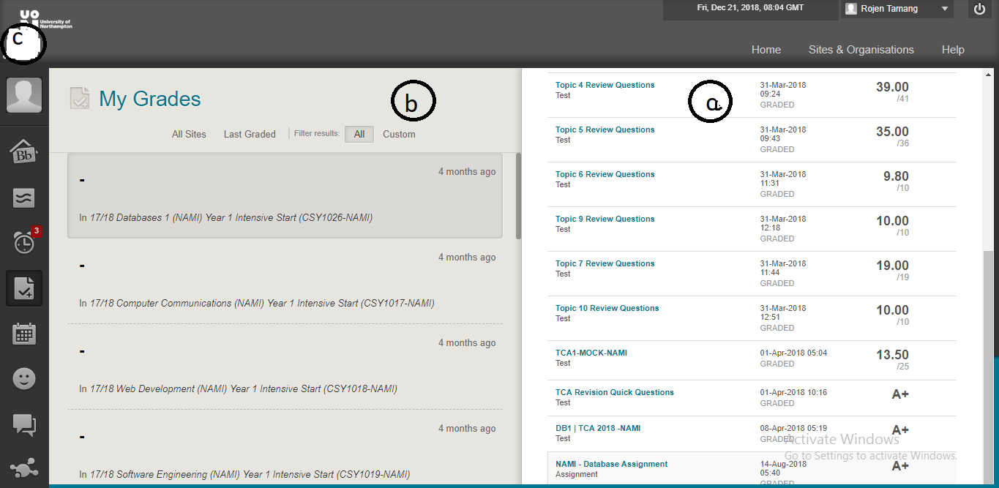 UO
N
University of
Northampton
C
Fri, Dec 21, 2018, 08:04 GMT
Rojen Tamang
Home Sites & Organisations Help
Bb
3
My Grades
b
All Sites Last Graded Filter results: All Custom
-
4 months ago
In 17/18 Databases 1 (NAMI) Year 1 Intensive Start (CSY1026-NAMI)
-
4 months ago
In 17/18 Computer Communications (NAMI) Year 1 Intensive Start (CSY1017-NAMI)
-
4 months ago
In 17/18 Web Development (NAMI) Year 1 Intensive Start (CSY1018-NAMI)
-
4 months ago
In 17/18 Software Engineering (NAMI) Year 1 Intensive Start (CSY1019-NAMI)
a
Topic 4 Review Questions
Test
31-Mar-2018
09:24
GRADED
39.00
/41
Topic 5 Review Questions
Test
31-Mar-2018
09:43
GRADED
35.00
/36
Topic 6 Review Questions
Test
31-Mar-2018
11:31
GRADED
9.80
/10
Topic 9 Review Questions
Test
31-Mar-2018
12:18
GRADED
10.00
/10
Topic 7 Review Questions
Test
31-Mar-2018
11:44
GRADED
19.00
/19
Topic 10 Review Questions
Test
31-Mar-2018
12:51
GRADED
10.00
/10
TCA1-MOCK-NAMI
Test
01-Apr-2018 05:04
GRADED
13.50
/25
TCA Revision Quick Questions
Test
01-Apr-2018 10:16
GRADED
A+
DB1 | TCA 2018 -NAMI
Test
08-Apr-2018 05:19
GRADED
A+
NAMI - Database Assignment
Assignment
14-Aug-2018
05:40
GRADED
A+
Activate Windows
Go to Settings to activate Windows.